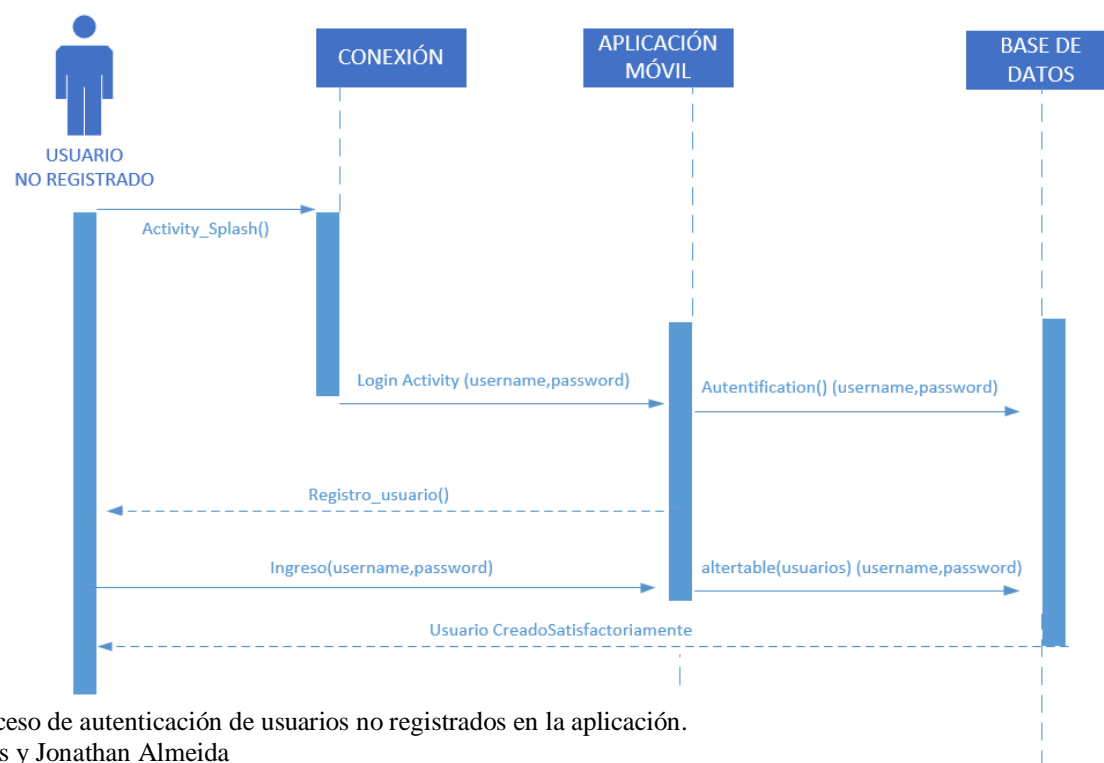 CONEXIÓN
APLICACIÓN
MÓVIL
BASE DE
DATOS
USUARIO
NO REGISTRADO
Activity_Splash()
Login Activity (username,password)
Autentification() (username,password)
Registro_usuario()
Ingreso(username,password)
altertable(usuarios) (username,password)
Usuario CreadoSatisfactoriamente
ceso de autenticación de usuarios no registrados en la aplicación.
s y Jonathan Almeida